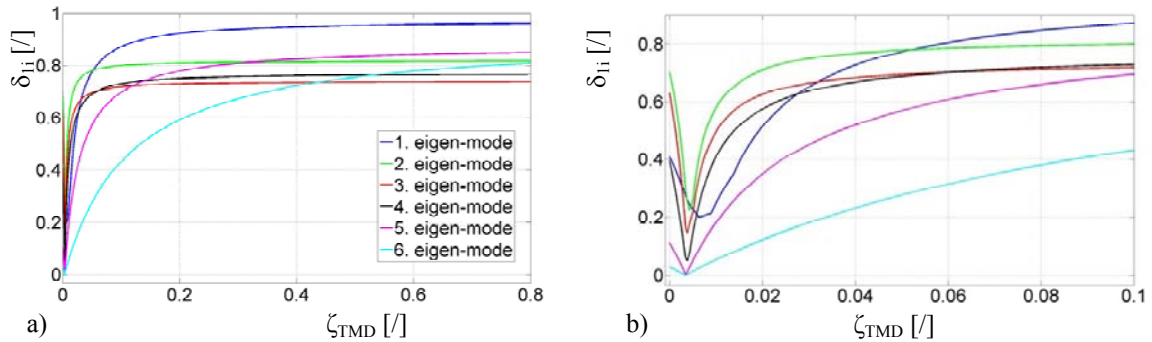 1
0.8
0.6
0.4
0.2
0
δ1i [/]
1. eigen-mode
2. eigen-mode
3. eigen-mode
4. eigen-mode
5. eigen-mode
6. eigen-mode
0 0.2 0.4 0.6 0.8
a) ζTMD [/]
0.8
0.6
0.4
0.2
0
δ1i [/]
0 0.02 0.04 0.06 0.08 0.1
b) ζTMD [/]